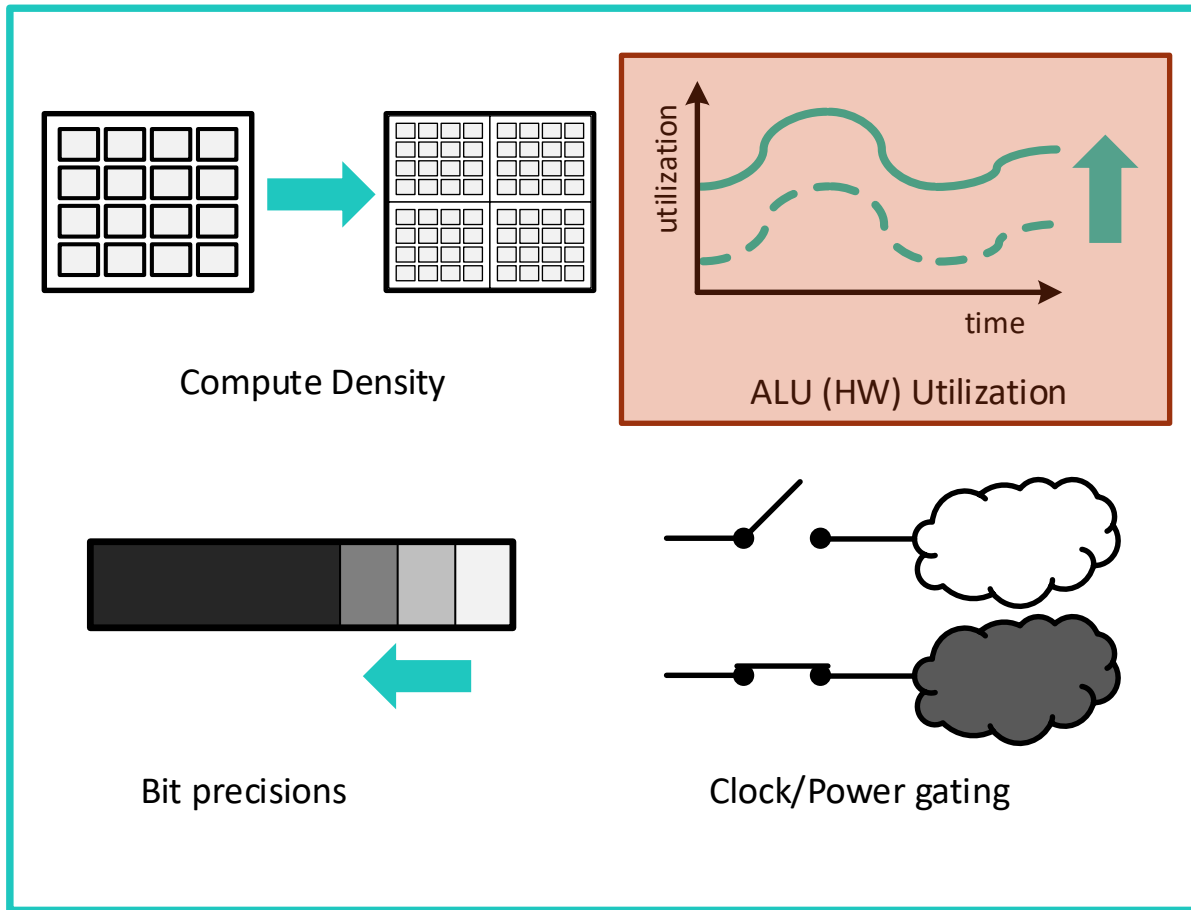 utilization
time
Compute Density
ALU (HW) Utilization
Bit precisions
Clock/Power gating